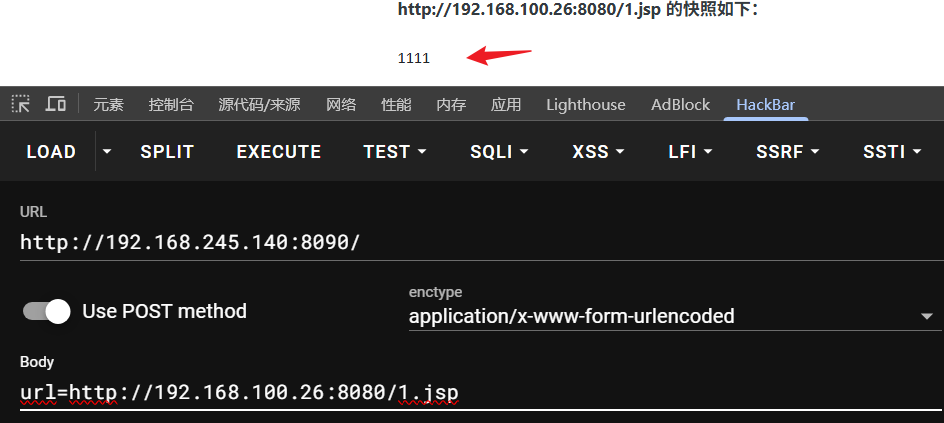 http://192.168.100.26:8080/1.jsp 的快照如下：
1111
元素 控制台 源代码/来源 网络 性能 内存 应用 Lighthouse AdBlock HackBar
LOAD SPLIT EXECUTE TEST SQLI XSS LFI SSRF SSTI
URL
http://192.168.245.140:8090/
Use POST method
enctype
application/x-www-form-urlencoded
Body
url=http://192.168.100.26:8080/1.jsp